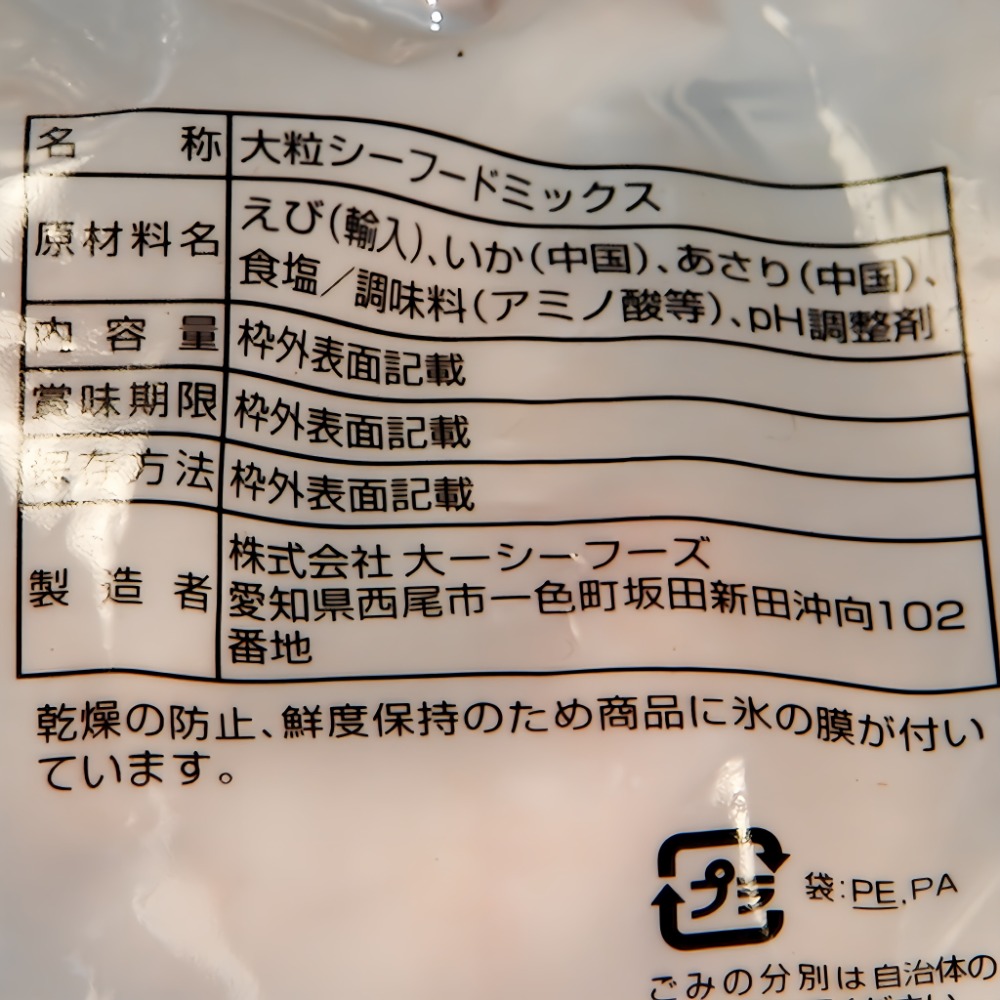 名称 大粒シーフードミックス
原材料名 えび(輸入)、いか(中国)、あさり(中国)、
食塩/調味料(アミノ酸等)、pH調整剤
内容量 枠外表面記載
賞味期限 枠外表面記載
保存方法 枠外表面記載
株式会社 大一シーフーズ
製造者 愛知県西尾市一色町坂田新田沖向102
番地
乾燥の防止、鮮度保持のため商品に氷の膜が付い
ています。
プラ 袋:PE,PA
ごみの分別は自治体の